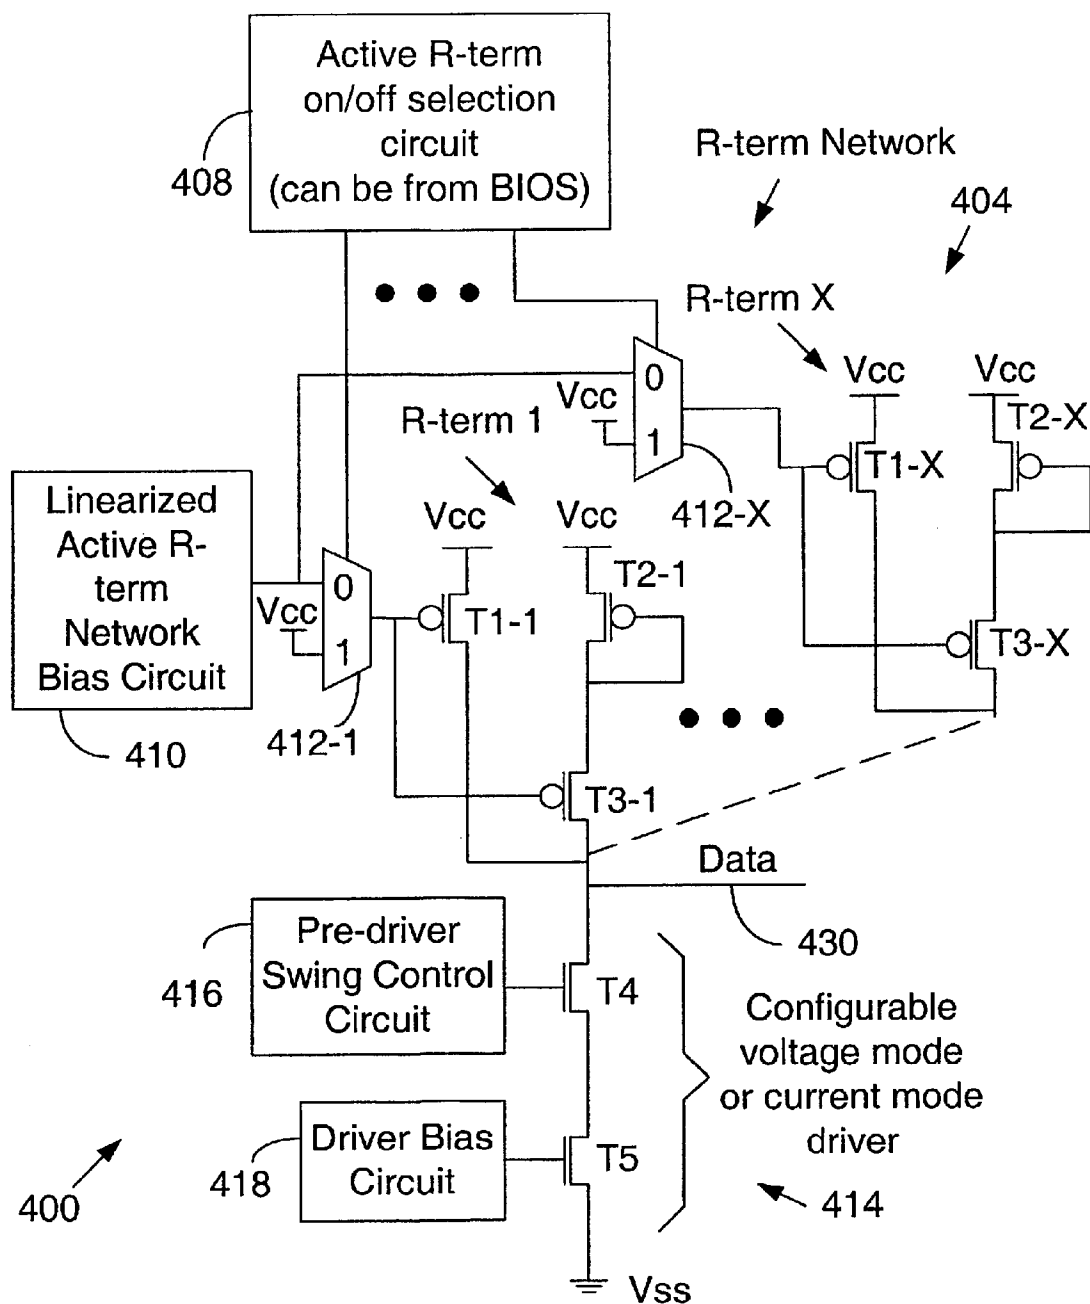 Active R-term
on/off selection
circuit
(can be from BIOS)
408
R-term Network
404
R-term X
Vcc
Vcc
T2-X
T1-X
T3-X
0
Vcc
1
412-X
R-term 1
Vcc
Vcc
T2-1
T1-1
T3-1
Linearized
Active R-
term
Network
Bias Circuit
410
0
Vcc
1
412-1
Data
430
Pre-driver
Swing Control
Circuit
416
T4
Configurable
voltage mode
or current mode
driver
414
Driver Bias
Circuit
418
T5
400
Vss